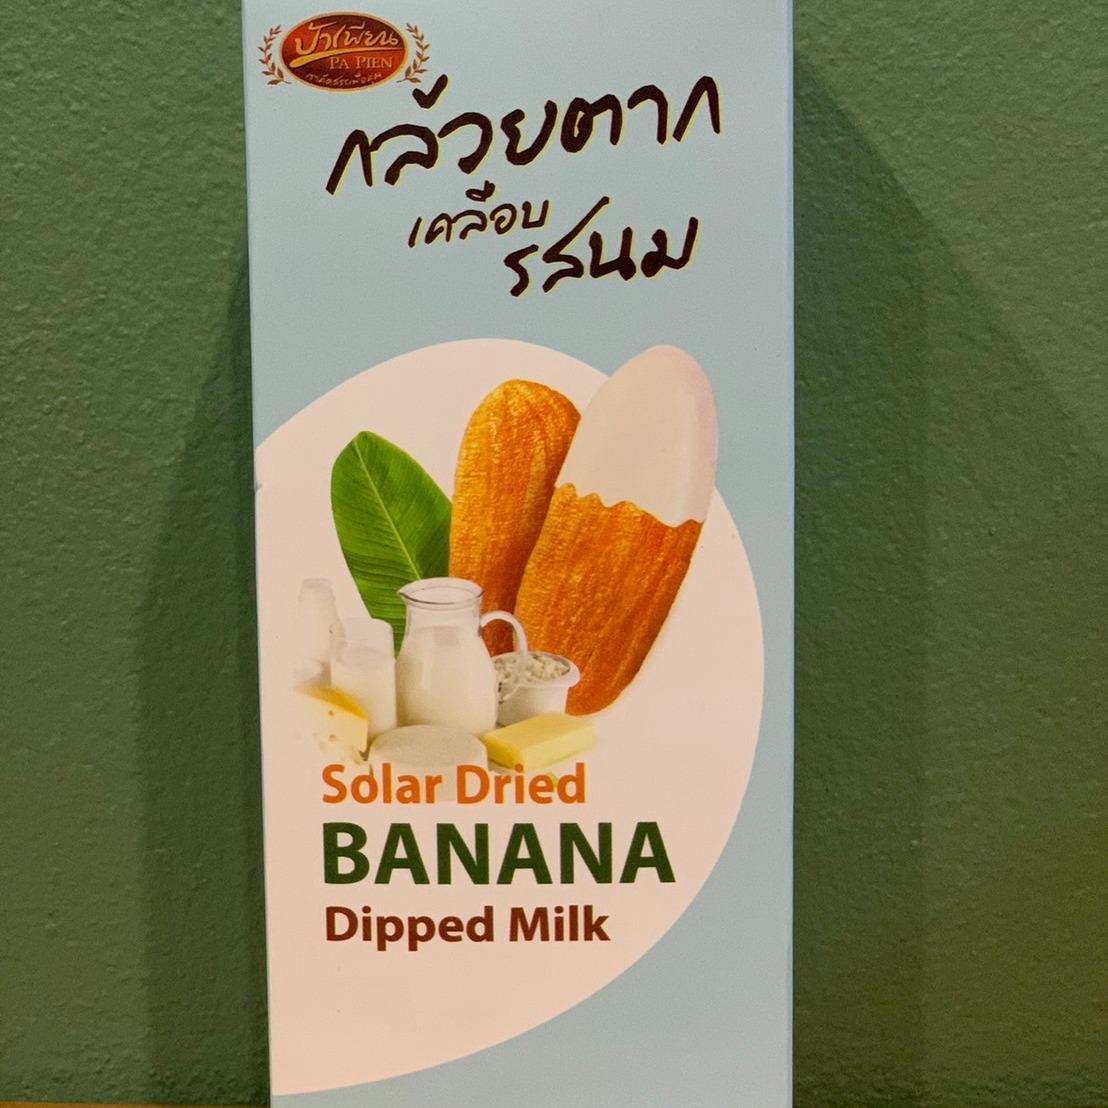 ป้าเพียน
PA PIEN
กล้วยตาก
เคลือบ
รสนม
Solar Dried
BANANA
Dipped Milk